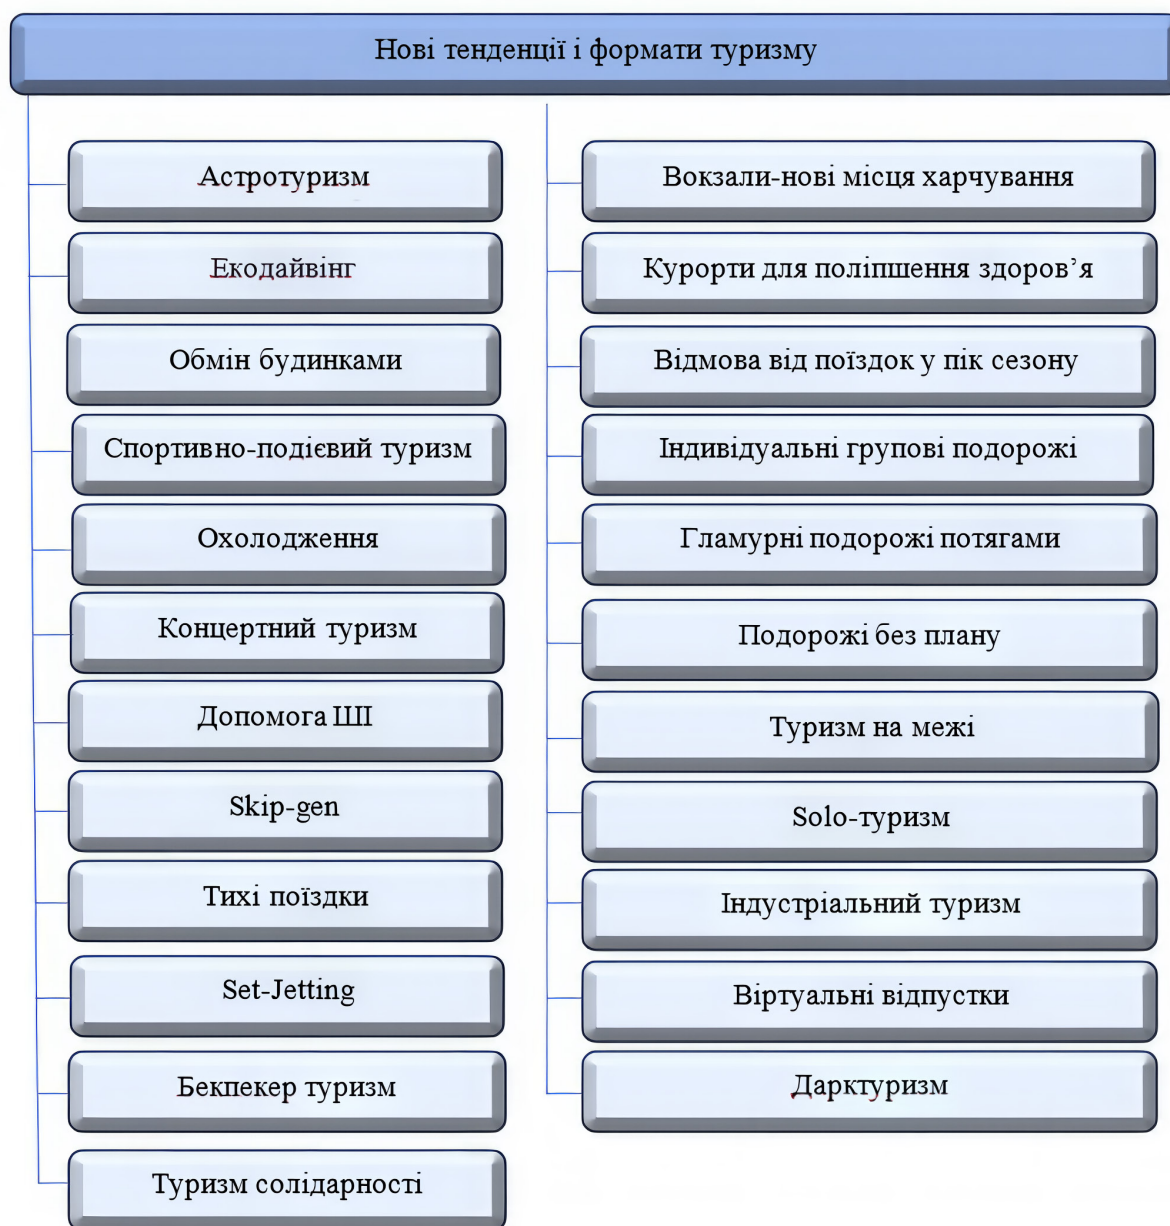 Нові тенденції і формати туризму
Астротуризм
Екодайвінг
Обмін будинками
Спортивно-подієвий туризм
Охолодження
Концертний туризм
Допомога ШІ
Skip-gen
Тихі поїздки
Set-Jetting
Бекпекер туризм
Туризм солідарності
Вокзали-нові місця харчування
Курорти для поліпшення здоров’я
Відмова від поїздок у пік сезону
Індивідуальні групові подорожі
Гламурні подорожі потягами
Подорожі без плану
Туризм на межі
Solo-туризм
Індустріальний туризм
Віртуальні відпустки
Дарктуризм